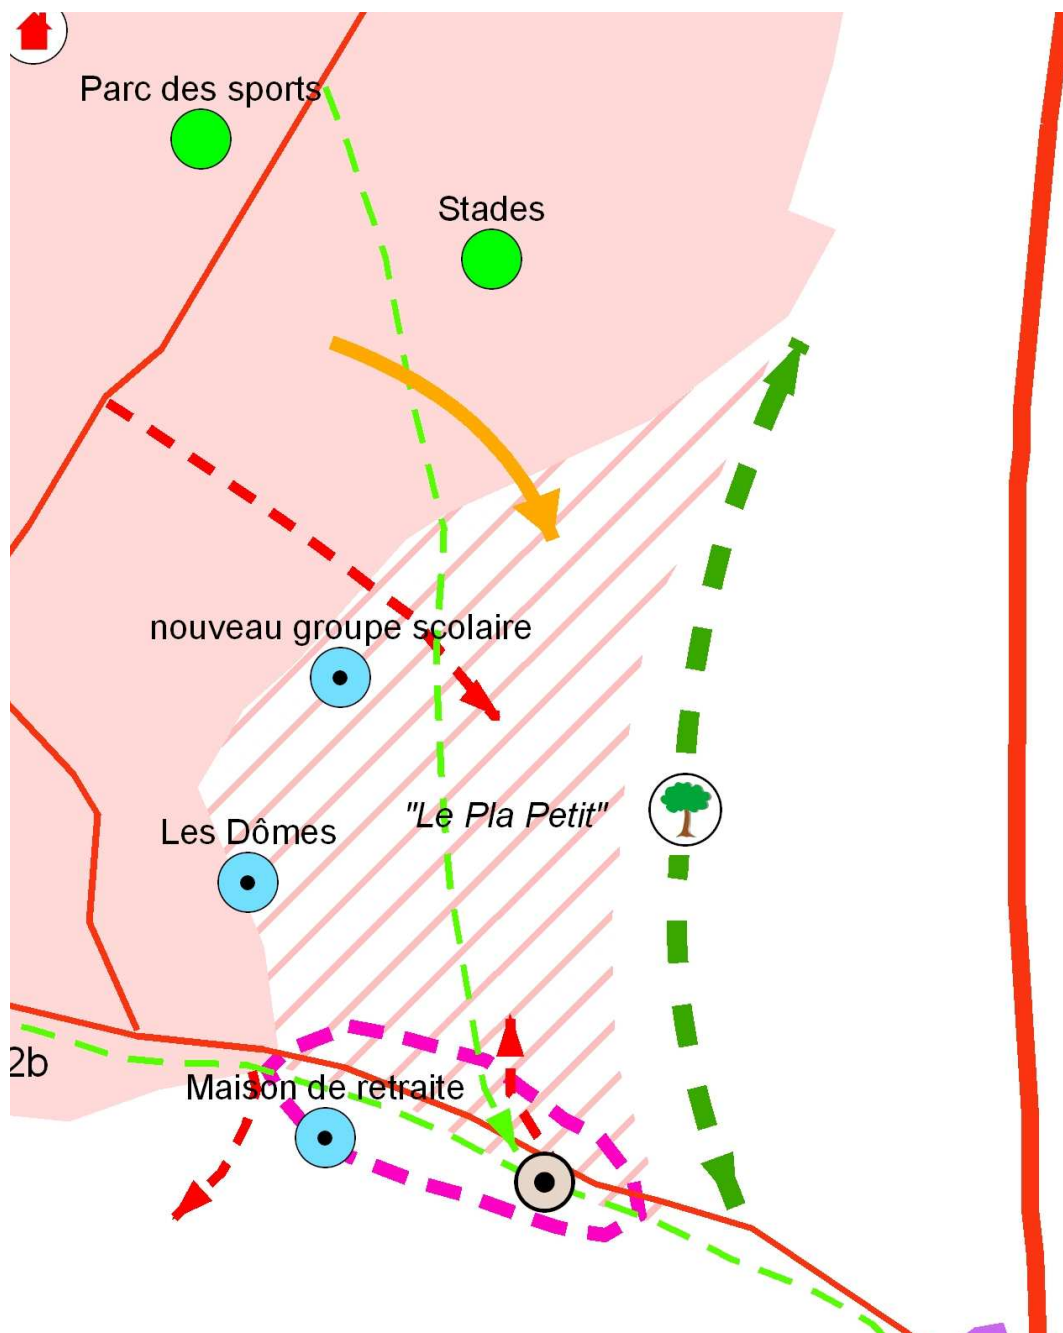 Parc des sports
Stades
nouveau groupe scolaire
"Le Pla Petit"
Les Dômes
2b
Maison de retraite